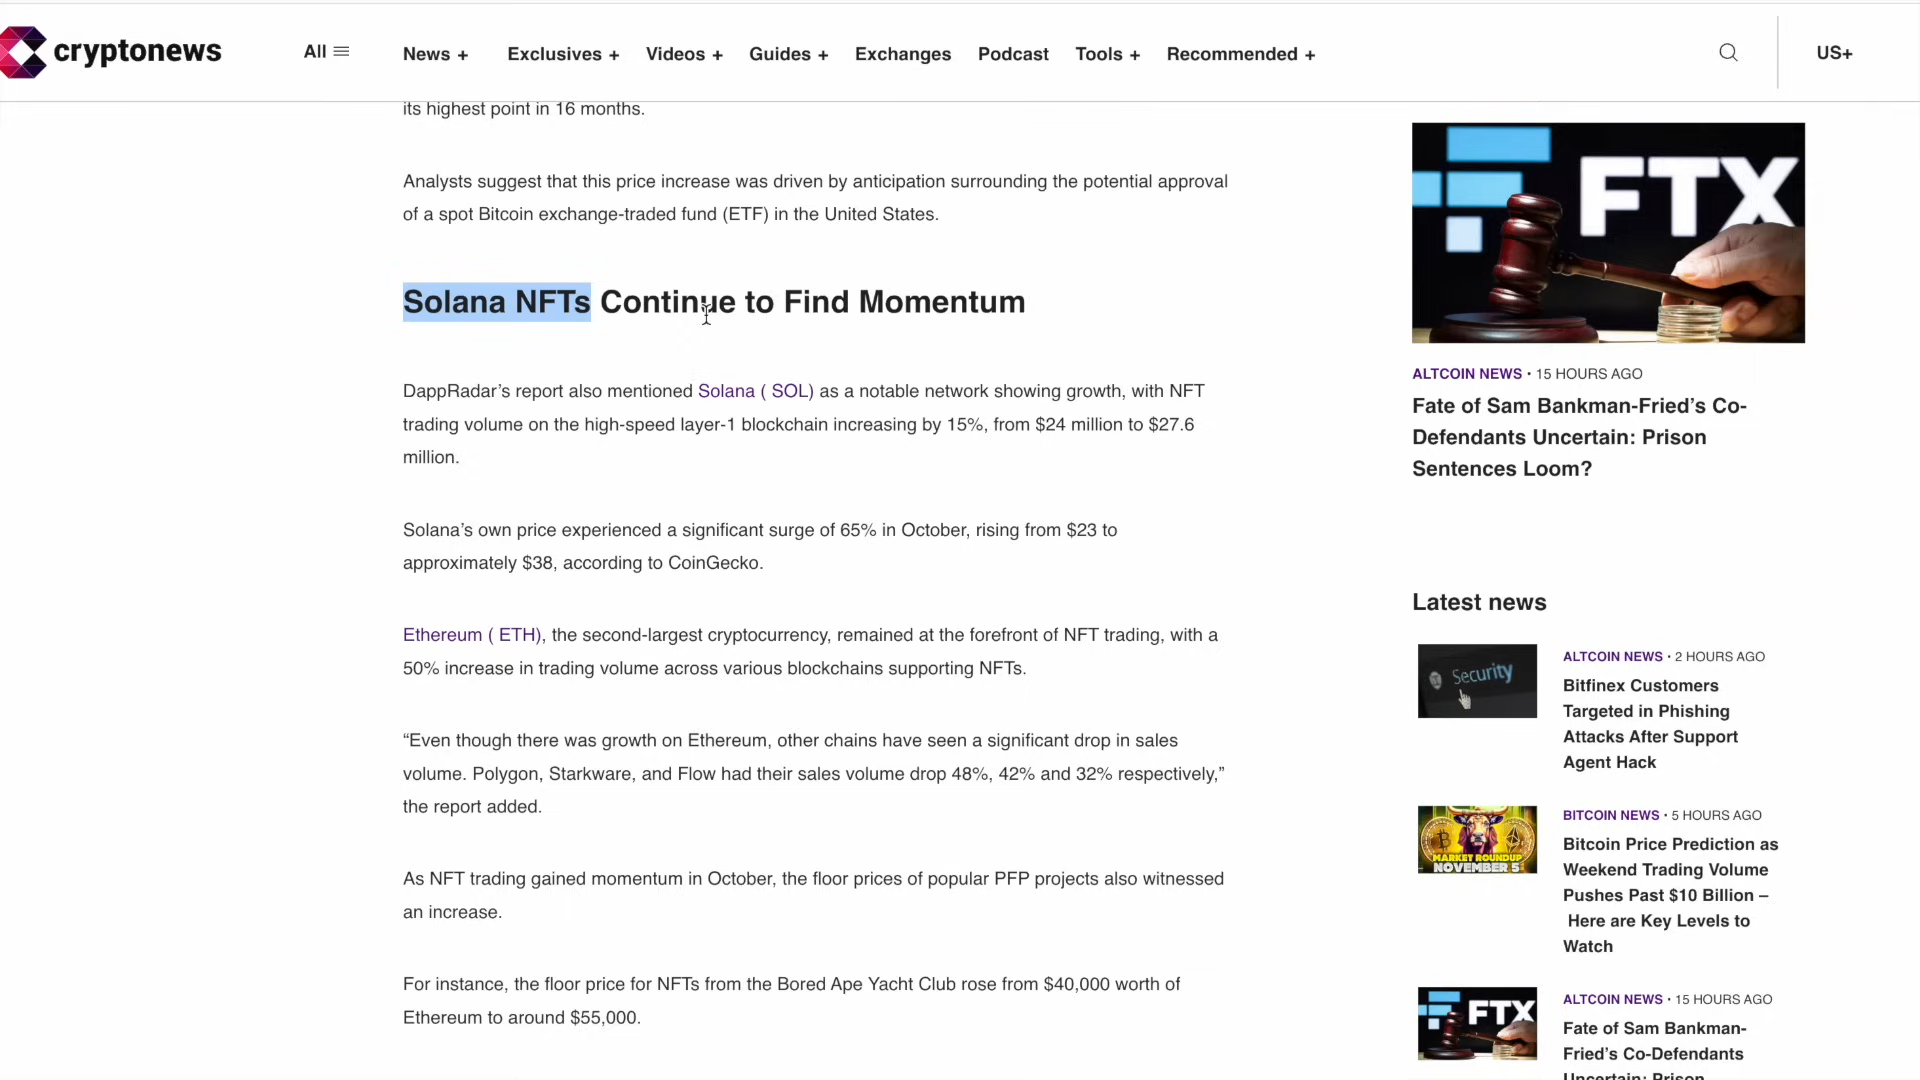 cryptonews
All
News +
Exclusives +
Videos +
Guides +
Exchanges
Podcast
Tools +
Recommended +
US+
its highest point in 16 months.
Analysts suggest that this price increase was driven by anticipation surrounding the potential approval
of a spot Bitcoin exchange-traded fund (ETF) in the United States.
Solana NFTs Continue to Find Momentum
DappRadar’s report also mentioned Solana ( SOL) as a notable network showing growth, with NFT
trading volume on the high-speed layer-1 blockchain increasing by 15%, from $24 million to $27.6
million.
Solana’s own price experienced a significant surge of 65% in October, rising from $23 to
approximately $38, according to CoinGecko.
Ethereum ( ETH), the second-largest cryptocurrency, remained at the forefront of NFT trading, with a
50% increase in trading volume across various blockchains supporting NFTs.
“Even though there was growth on Ethereum, other chains have seen a significant drop in sales
volume. Polygon, Starkware, and Flow had their sales volume drop 48%, 42% and 32% respectively,”
the report added.
As NFT trading gained momentum in October, the floor prices of popular PFP projects also witnessed
an increase.
For instance, the floor price for NFTs from the Bored Ape Yacht Club rose from $40,000 worth of
Ethereum to around $55,000.
FTX
ALTCOIN NEWS • 15 HOURS AGO
Fate of Sam Bankman-Fried’s Co-
Defendants Uncertain: Prison
Sentences Loom?
Latest news
Security
ALTCOIN NEWS • 2 HOURS AGO
Bitfinex Customers
Targeted in Phishing
Attacks After Support
Agent Hack
MARKET ROUNDUP
NOVEMBER 5
BITCOIN NEWS • 5 HOURS AGO
Bitcoin Price Prediction as
Weekend Trading Volume
Pushes Past $10 Billion –
Here are Key Levels to
Watch
FTX
ALTCOIN NEWS • 15 HOURS AGO
Fate of Sam Bankman-
Fried’s Co-Defendants
Uncertain: Prison